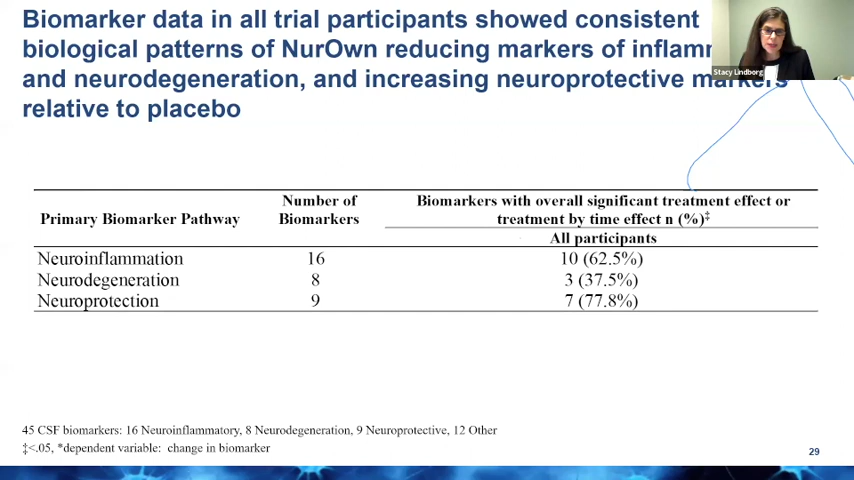 Biomarker data in all trial participants showed consistent
biological patterns of NurOwn reducing markers of inflamm
and neurodegeneration, and increasing neuroprotective markers
relative to placebo
Stacy Lindborg
Primary Biomarker Pathway
Number of
Biomarkers
Biomarkers with overall significant treatment effect or
treatment by time effect n (%)‡
All participants
Neuroinflammation 16 10 (62.5%)
Neurodegeneration 8 3 (37.5%)
Neuroprotection 9 7 (77.8%)
45 CSF biomarkers: 16 Neuroinflammatory, 8 Neurodegeneration, 9 Neuroprotective, 12 Other
‡<.05, *dependent variable: change in biomarker
29